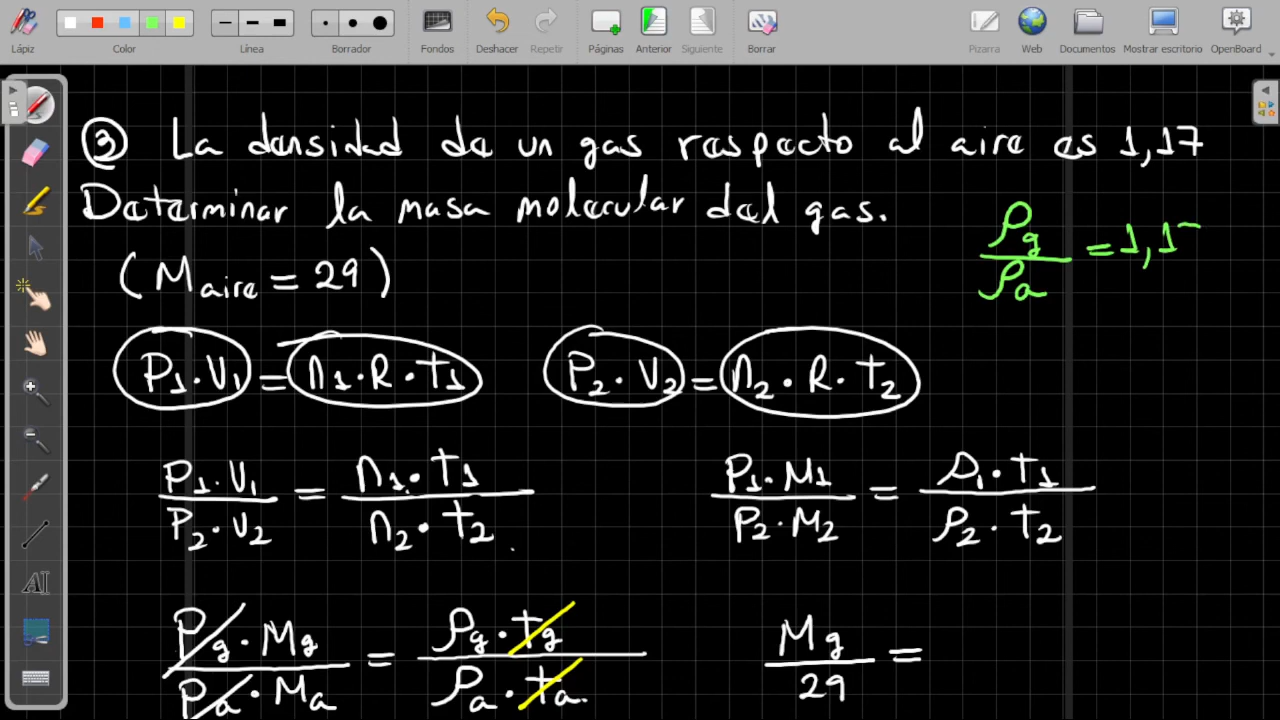 Lápiz Color Línea Borrador Fondos Deshacer Repetir Páginas Anterior Siguiente Borrar Pizarra Web Documentos Mostrar escritorio OpenBoard
③ La densidad de un gas respecto al aire es 1,17
Determinar la masa molecular del gas.
ρg/ρa = 1,1
(M aire = 29)
P1·V1 = n1·R·T1 P2·V2 = n2·R·T2
P1·V1/P2·V2 = n1·T1/n2·T2 P1·M1/P2·M2 = ρ1·T1/ρ2·T2
Pg·Mg/Pa·Ma = ρg·Tg/ρa·Ta Mg/29 =
AI